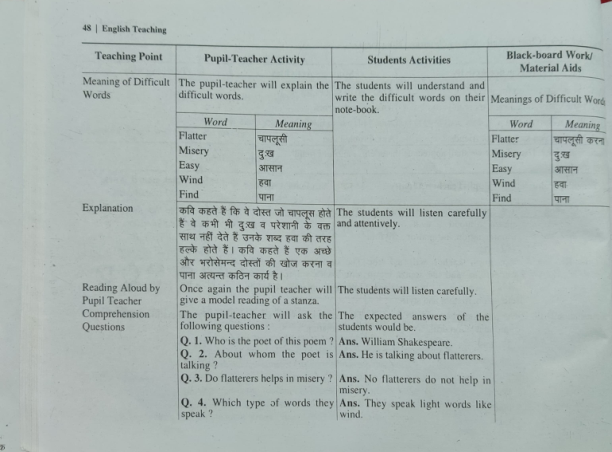 48 | English Teaching
Teaching Point
Pupil-Teacher Activity
Students Activities
Black-board Work/
Material Aids
Meaning of Difficult
Words
The pupil-teacher will explain the
difficult words.
Word Meaning
Flatter चापलूसी
Misery दुःख
Easy आसान
Wind हवा
Find पाना
The students will understand and
write the difficult words on their
note-book.
Meanings of Difficult Words
Word Meaning
Flatter चापलूसी करन
Misery दुःख
Easy आसान
Wind हवा
Find पाना
Explanation
कवि कहते हैं कि वे दोस्त जो चापलूस होते
हैं वे कभी भी दुःख व परेशानी के वक्त
साथ नहीं देते हैं उनके शब्द हवा की तरह
हल्के होते हैं। कवि कहते हैं एक अच्छे
और भरोसेमन्द दोस्तों की खोज करना व
पाना अत्यन्त कठिन कार्य है।
The students will listen carefully
and attentively.
Reading Aloud by
Pupil Teacher
Once again the pupil teacher will
give a model reading of a stanza.
The students will listen carefully.
Comprehension
Questions
The pupil-teacher will ask the
following questions :
The expected answers of the
students would be.
Q. 1. Who is the poet of this poem ?
Ans. William Shakespeare.
Q. 2. About whom the poet is
talking ?
Ans. He is talking about flatterers.
Q. 3. Do flatterers helps in misery ?
Ans. No flatterers do not help in
misery.
Q. 4. Which type of words they
speak ?
Ans. They speak light words like
wind.